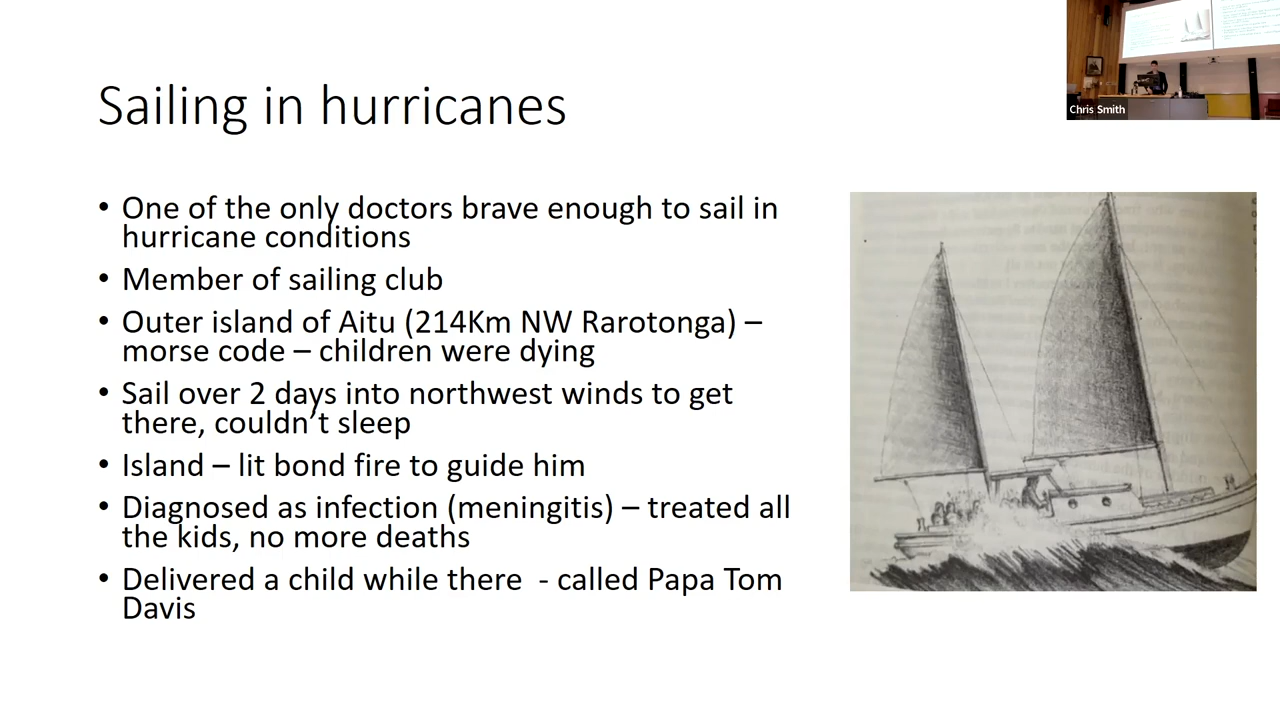 Sailing in hurricanes
Chris Smith
• One of the only doctors brave enough to sail in
hurricane conditions
• Member of sailing club
• Outer island of Aitu (214Km NW Rarotonga) –
morse code – children were dying
• Sail over 2 days into northwest winds to get
there, couldn't sleep
• Island – lit bond fire to guide him
• Diagnosed as infection (meningitis) – treated all
the kids, no more deaths
• Delivered a child while there  - called Papa Tom
Davis